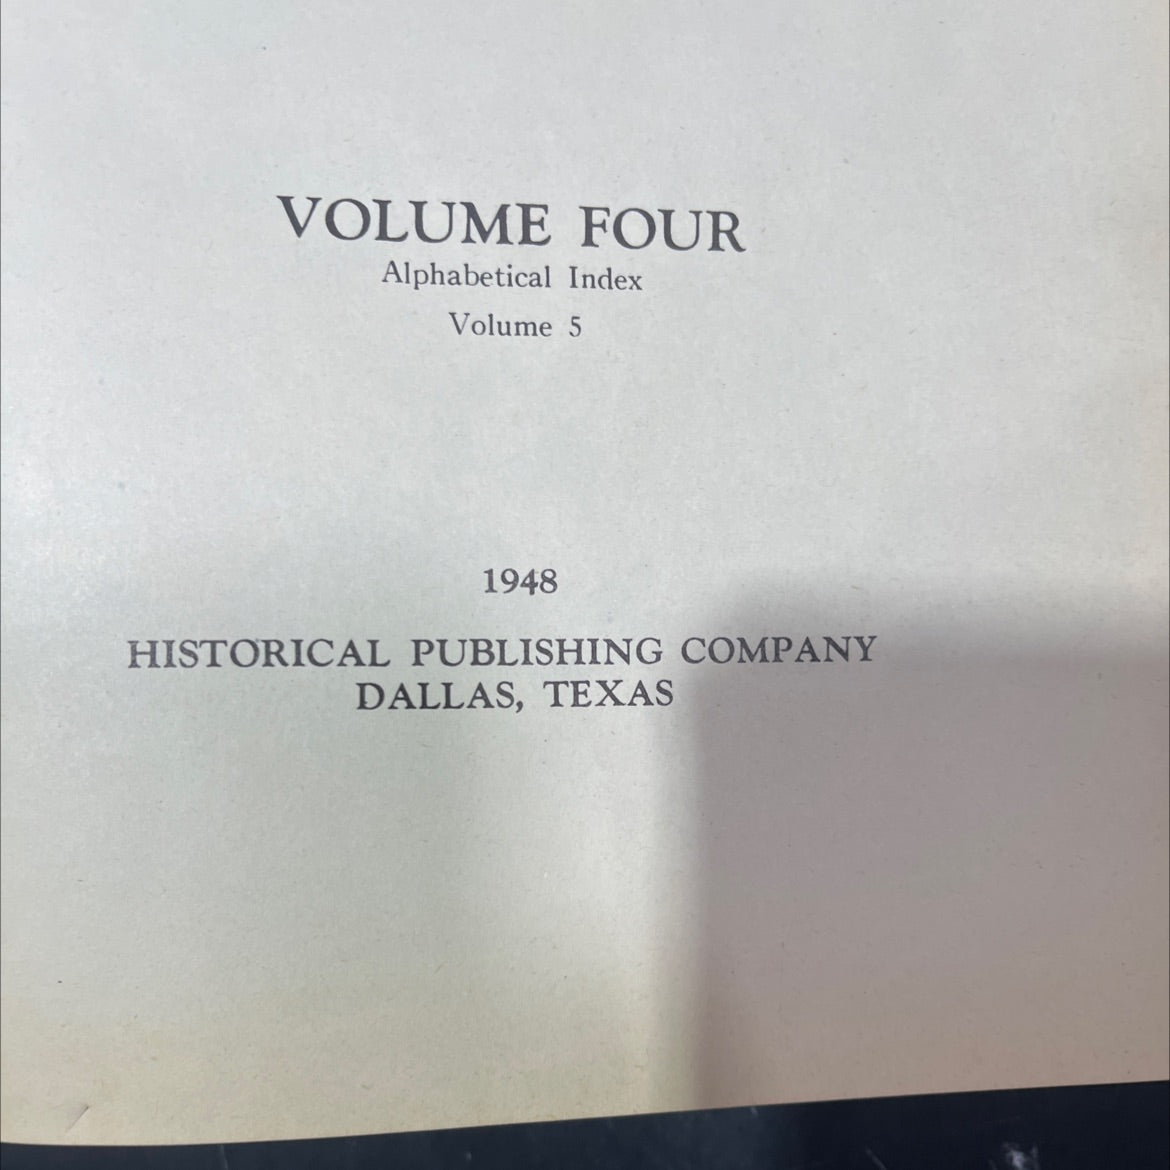 VOLUME FOUR
Alphabetical Index
Volume 5
1948
HISTORICAL PUBLISHING COMPANY
DALLAS, TEXAS